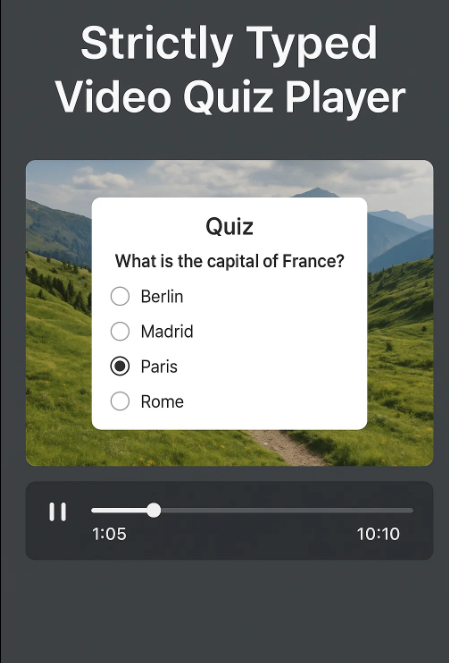 Strictly Typed
Video Quiz Player
Quiz
What is the capital of France?
Berlin
Madrid
Paris
Rome
1:05
10:10